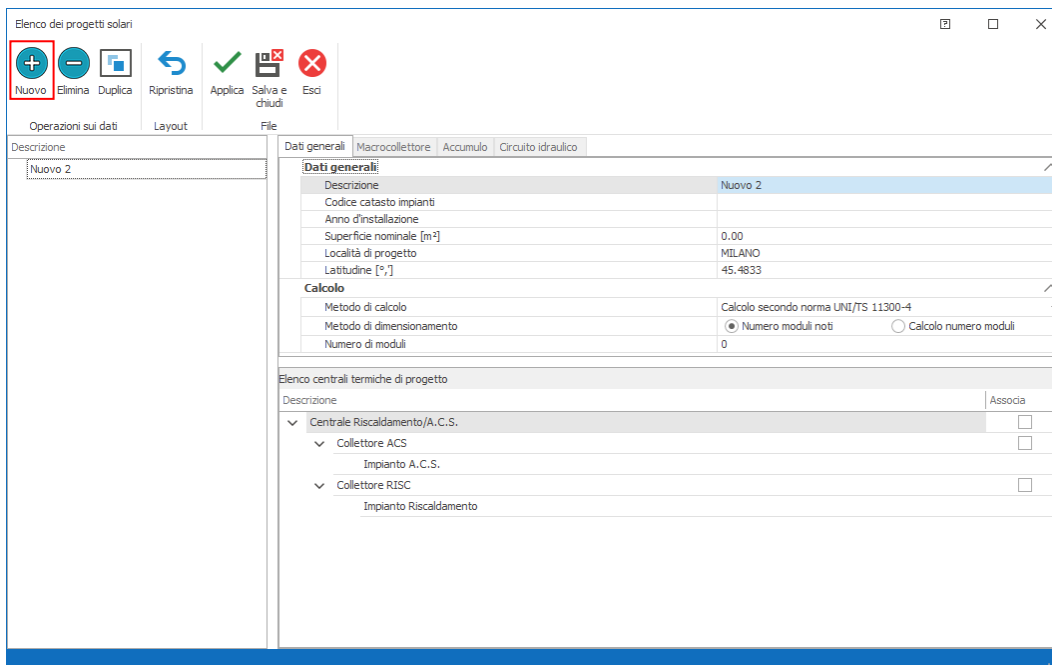 Elenco dei progetti solari
Nuovo Elimina Duplica Ripristina Applica Salva e chiudi Esci
Operazioni sui dati Layout File
Descrizione
Nuovo 2
Dati generali Macrocollettore Accumulo Circuito idraulico
Dati generali
Descrizione Nuovo 2
Codice catasto impianti
Anno d'installazione
Superficie nominale [m²] 0.00
Località di progetto MILANO
Latitudine [°,'] 45.4833
Calcolo
Metodo di calcolo Calcolo secondo norma UNI/TS 11300-4
Metodo di dimensionamento Numero moduli noti Calcolo numero moduli
Numero di moduli 0
Elenco centrali termiche di progetto
Descrizione Associa
Centrale Riscaldamento/A.C.S.
Collettore ACS
Impianto A.C.S.
Collettore RISC
Impianto Riscaldamento